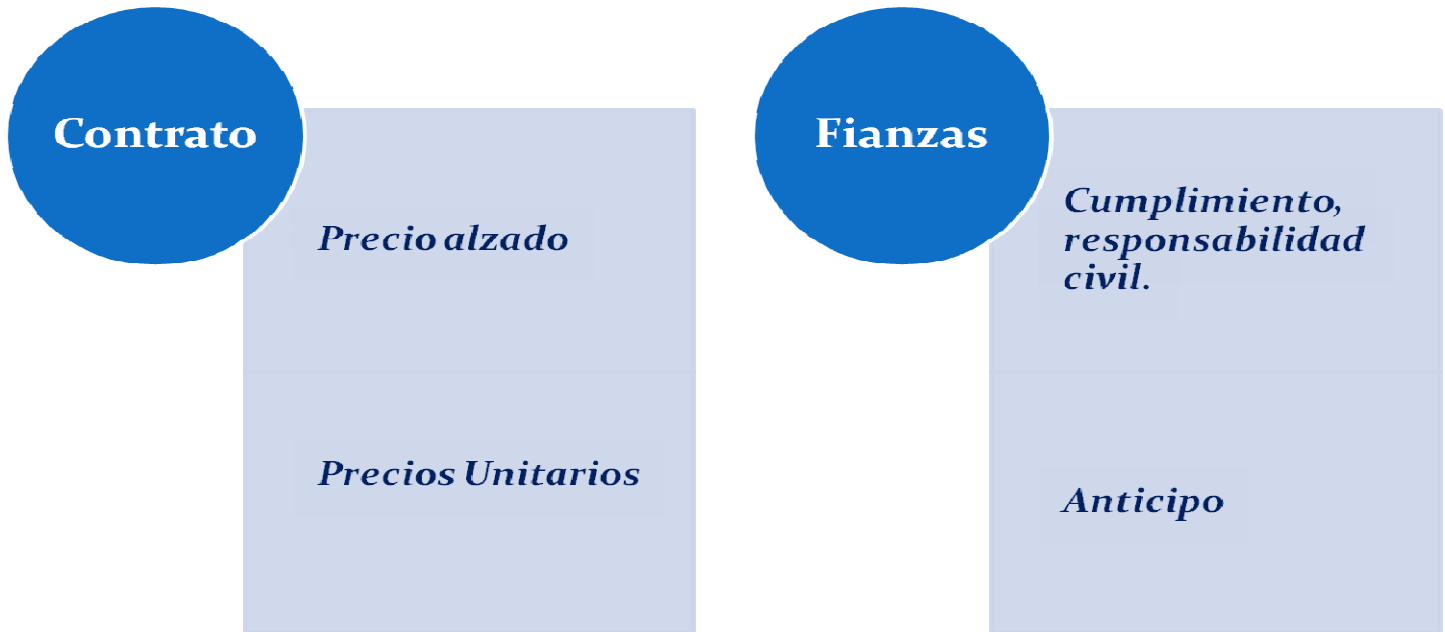 Contrato
Precio alzado
Precios Unitarios
Fianzas
Cumplimiento,
responsabilidad
civil.
Anticipo